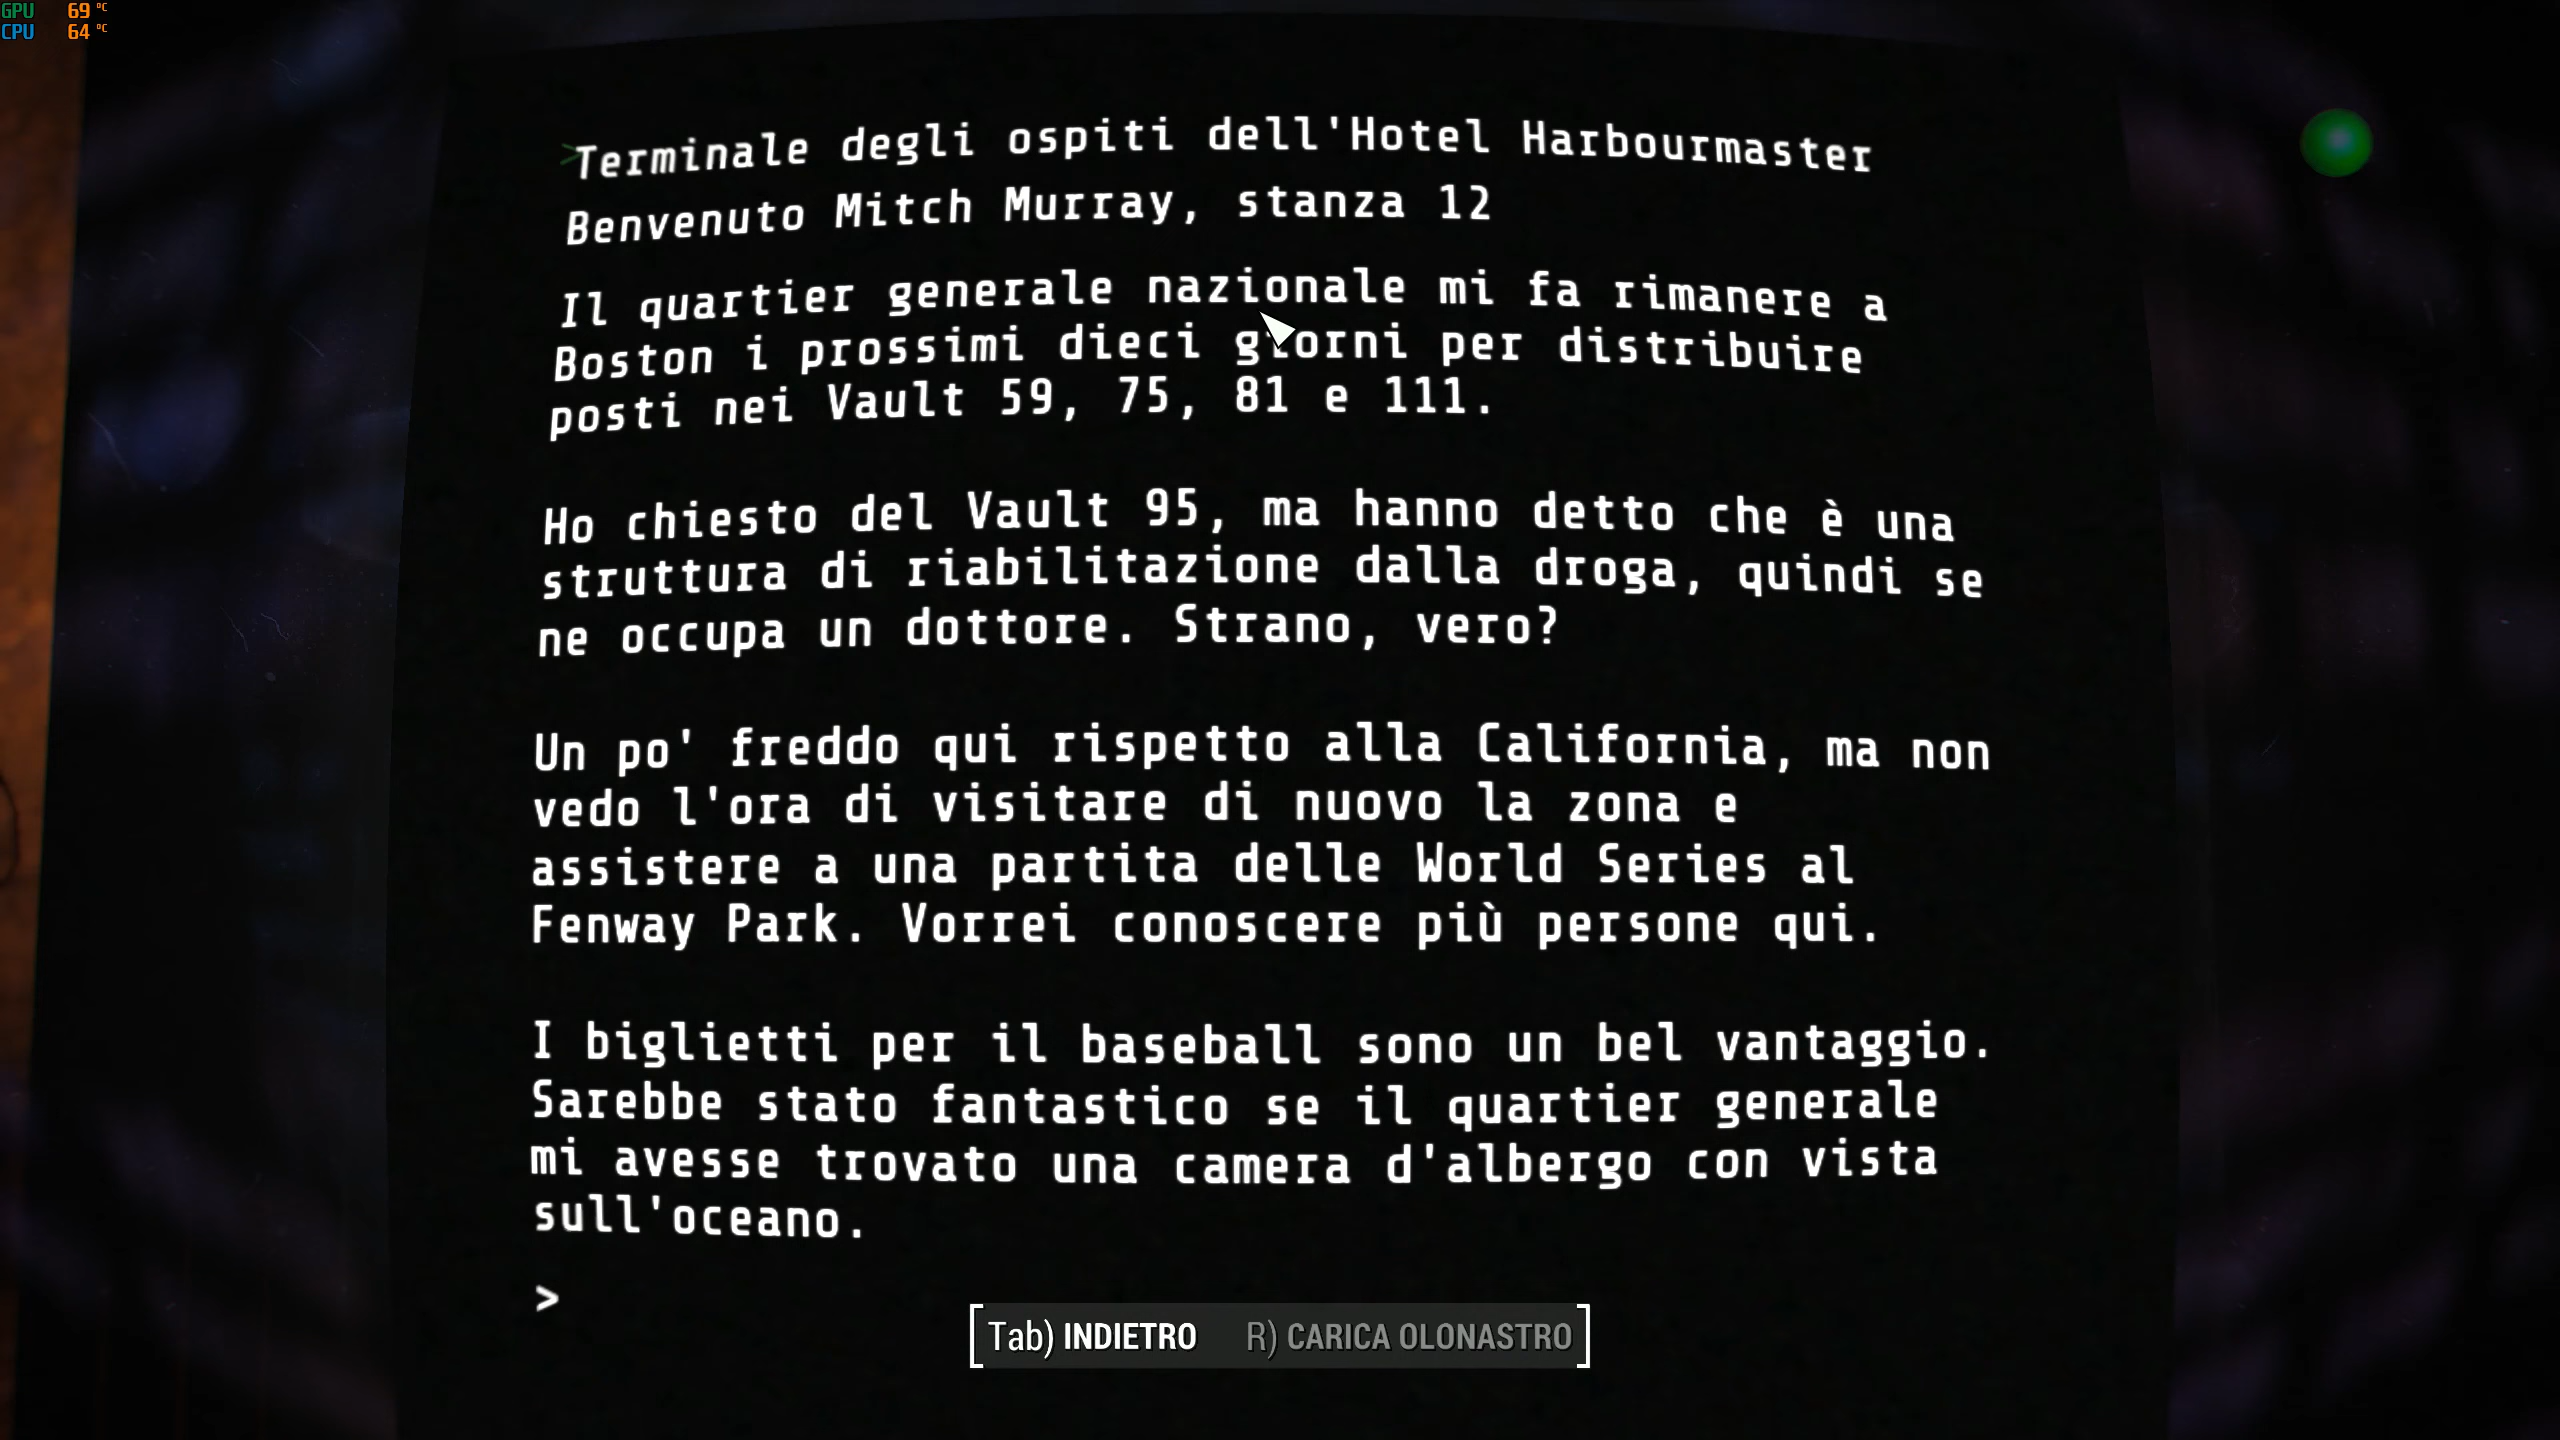 GPU 69 °C
CPU 64 °C
>Terminale degli ospiti dell'Hotel Harbourmaster
Benvenuto Mitch Murray, stanza 12
Il quartier generale nazionale mi fa rimanere a
Boston i prossimi dieci giorni per distribuire
posti nei Vault 59, 75, 81 e 111.
Ho chiesto del Vault 95, ma hanno detto che è una
struttura di riabilitazione dalla droga, quindi se
ne occupa un dottore. Strano, vero?
Un po' freddo qui rispetto alla California, ma non
vedo l'ora di visitare di nuovo la zona e
assistere a una partita delle World Series al
Fenway Park. Vorrei conoscere più persone qui.
I biglietti per il baseball sono un bel vantaggio.
Sarebbe stato fantastico se il quartier generale
mi avesse trovato una camera d'albergo con vista
sull'oceano.
>
Tab) INDIETRO R) CARICA OLONASTRO